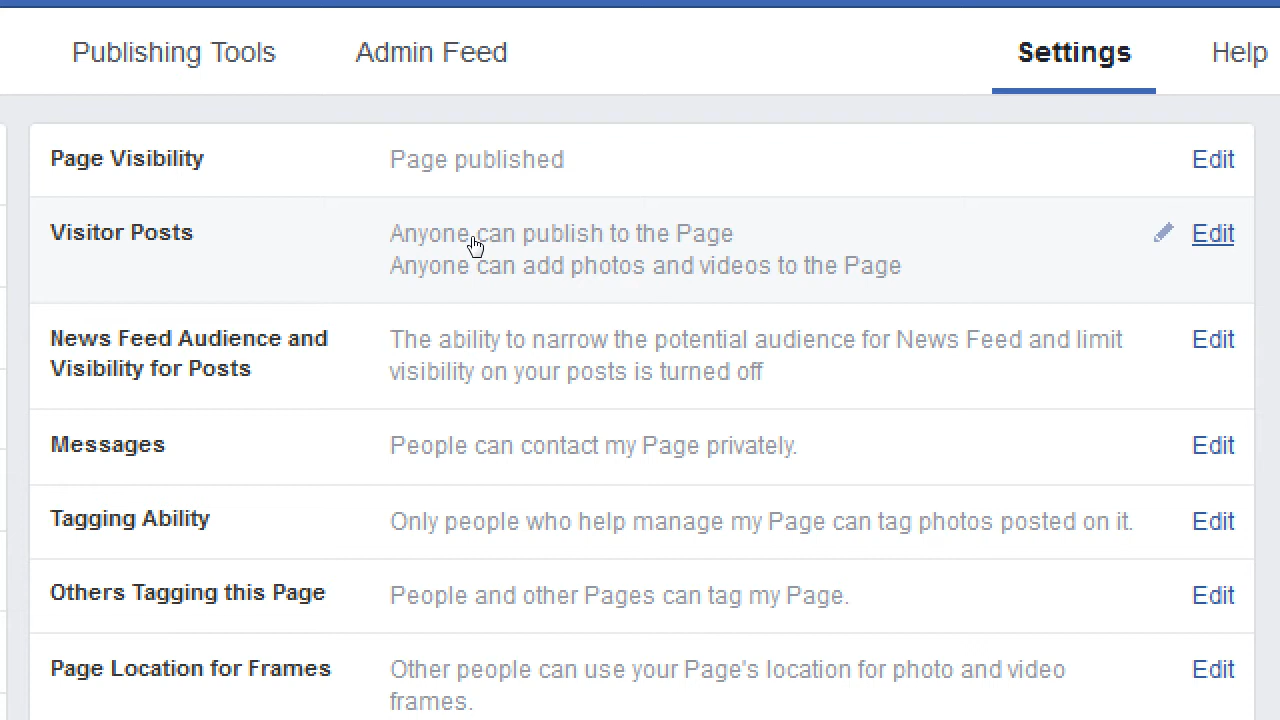 Publishing Tools Admin Feed Settings Help
Page Visibility Page published Edit
Visitor Posts Anyone can publish to the Page Edit
Anyone can add photos and videos to the Page
News Feed Audience and The ability to narrow the potential audience for News Feed and limit Edit
Visibility for Posts visibility on your posts is turned off
Messages People can contact my Page privately. Edit
Tagging Ability Only people who help manage my Page can tag photos posted on it. Edit
Others Tagging this Page People and other Pages can tag my Page. Edit
Page Location for Frames Other people can use your Page's location for photo and video Edit
frames.